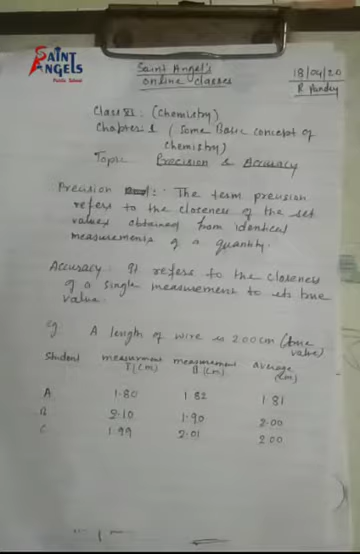 SAINT
ANGELS
Public School
Saint Angel's
online classes
18/04/20
R Pandey
Class XI : (Chemistry)
Chapter: 1 (Some Basic concept of
Chemistry)
Topic Precision & Accuracy
Precision : The term precision
refers to the closeness of the set
values obtained from identical
measurements of a quantity.
Accuracy : It refers to the closeness
of a single measurement to its true
value.
eg A length of wire is 2.00 cm (true
value)
Student measurement measurement average
I (cm) II (cm) (cm)
A 1.80 1.82 1.81
B 2.10 1.90 2.00
C 1.99 2.01 2.00
1